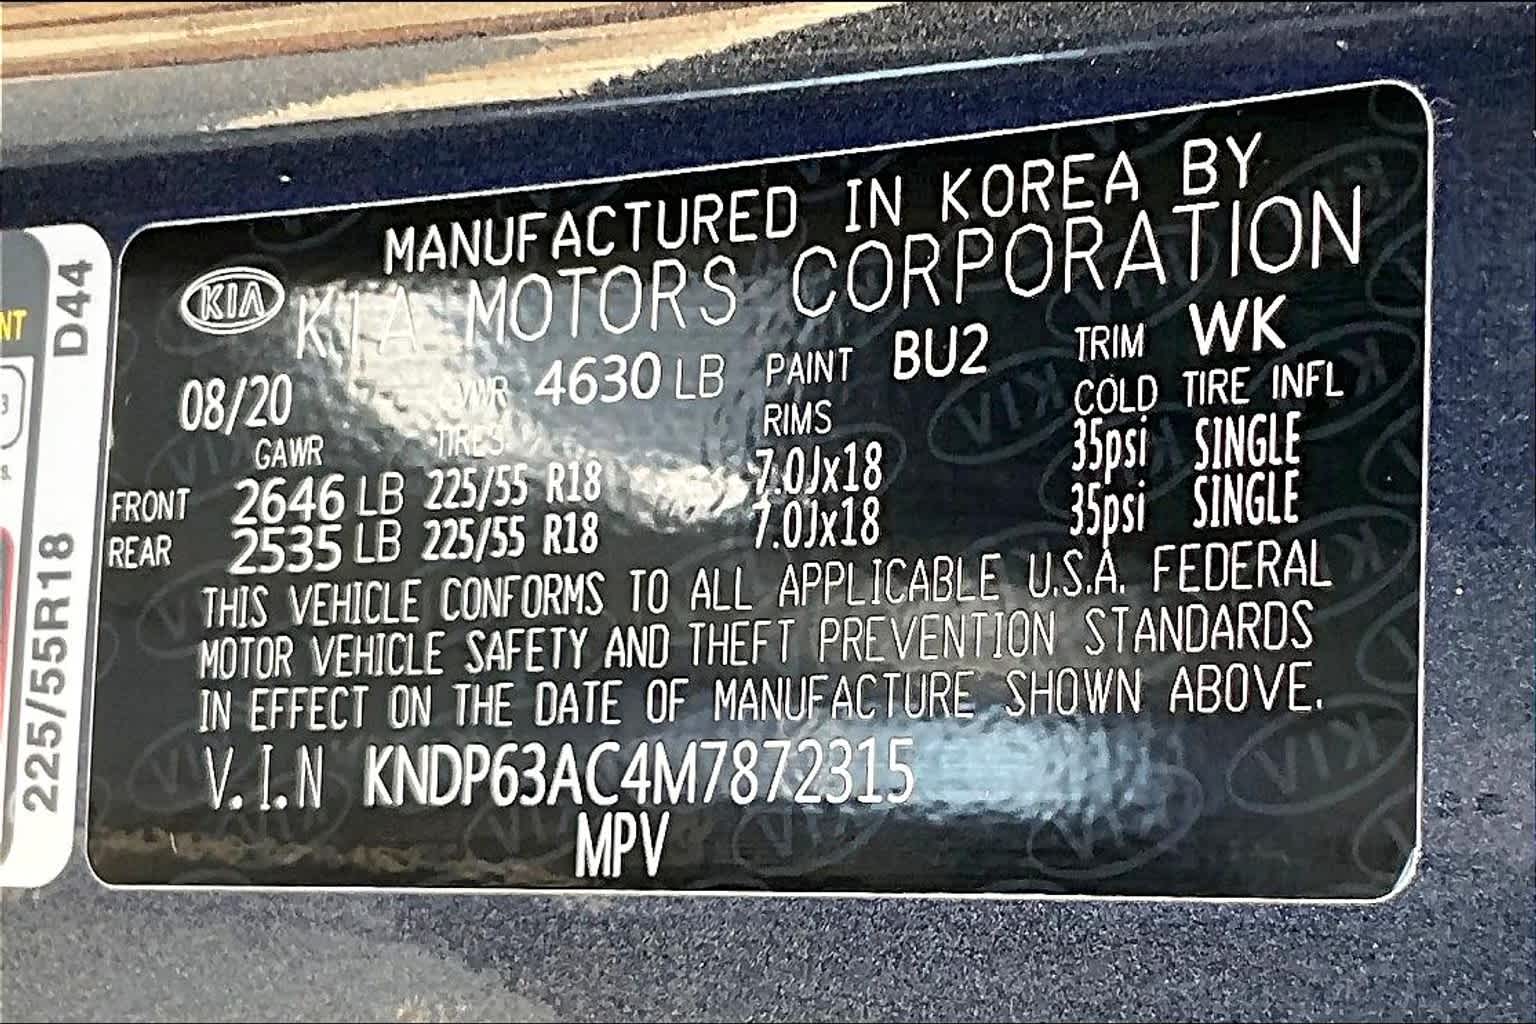 MANUFACTURED IN KOREA BY
KIA KIA MOTORS CORPORATION
08/20 GVWR 4630 LB PAINT BU2 TRIM WK
GAWR TIRES RIMS COLD TIRE INFL
FRONT 2646 LB 225/55 R18 7.0Jx18 35psi SINGLE
REAR 2535 LB 225/55 R18 7.0Jx18 35psi SINGLE
THIS VEHICLE CONFORMS TO ALL APPLICABLE U.S.A. FEDERAL
MOTOR VEHICLE SAFETY AND THEFT PREVENTION STANDARDS
IN EFFECT ON THE DATE OF MANUFACTURE SHOWN ABOVE.
V.I.N KNDP63AC4M7872315
MPV
225/55R18 D44